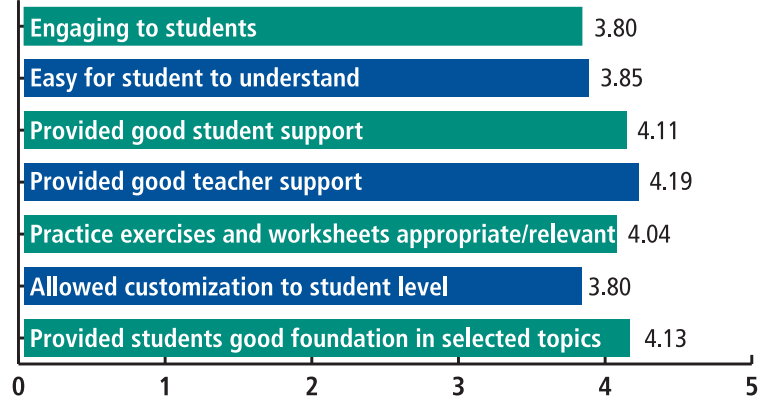 Engaging to students 3.80
Easy for student to understand 3.85
Provided good student support 4.11
Provided good teacher support 4.19
Practice exercises and worksheets appropriate/relevant 4.04
Allowed customization to student level 3.80
Provided students good foundation in selected topics 4.13
0 1 2 3 4 5